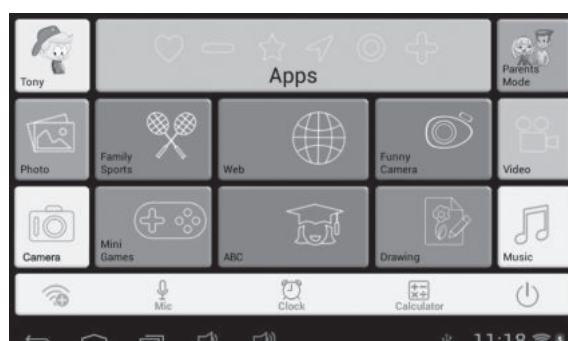 Apps
Tony
Parents
Mode
Photo
Family
Sports
Web
Funny
Camera
Video
Camera
Mini
Games
ABC
Drawing
Music
Mic
Clock
Calculator
11:18